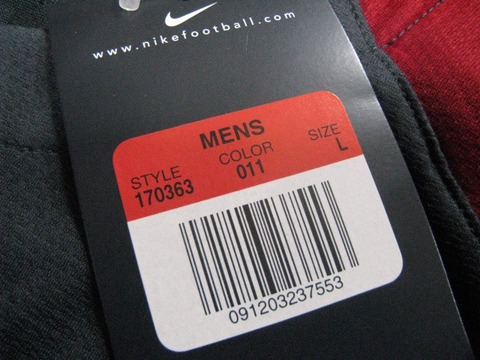 www.nikefootball.com
MENS
STYLE COLOR SIZE
170363 011 L
091203237553